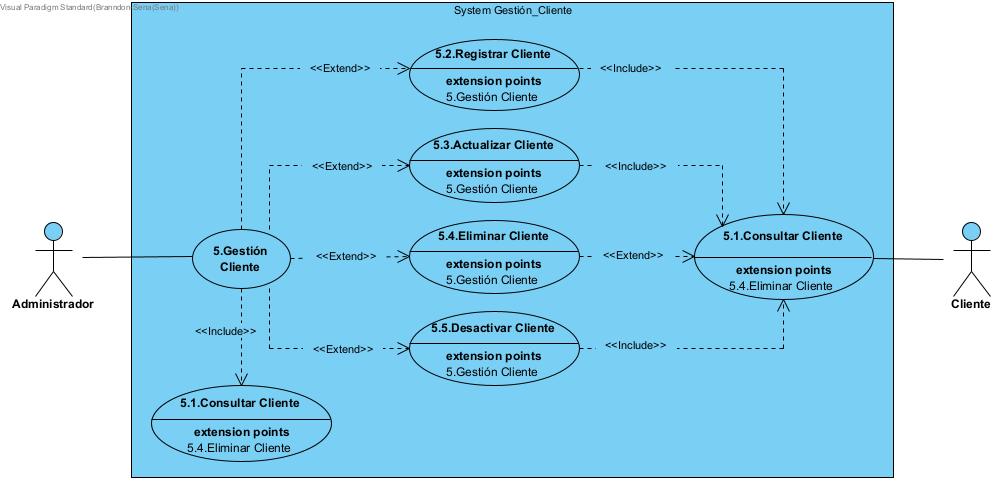 Visual Paradigm Standard(Branndon Sena(Sena))
System Gestión_Cliente
5.2.Registrar Cliente
extension points
5.Gestión Cliente
<<Extend>>
<<Include>>
5.3.Actualizar Cliente
extension points
5.Gestión Cliente
<<Extend>>
<<Include>>
5.Gestión
Cliente
<<Extend>>
5.4.Eliminar Cliente
extension points
5.Gestión Cliente
<<Extend>>
5.1.Consultar Cliente
extension points
5.4.Eliminar Cliente
Administrador
Cliente
<<Include>>
<<Extend>>
5.5.Desactivar Cliente
extension points
5.Gestión Cliente
<<Include>>
5.1.Consultar Cliente
extension points
5.4.Eliminar Cliente